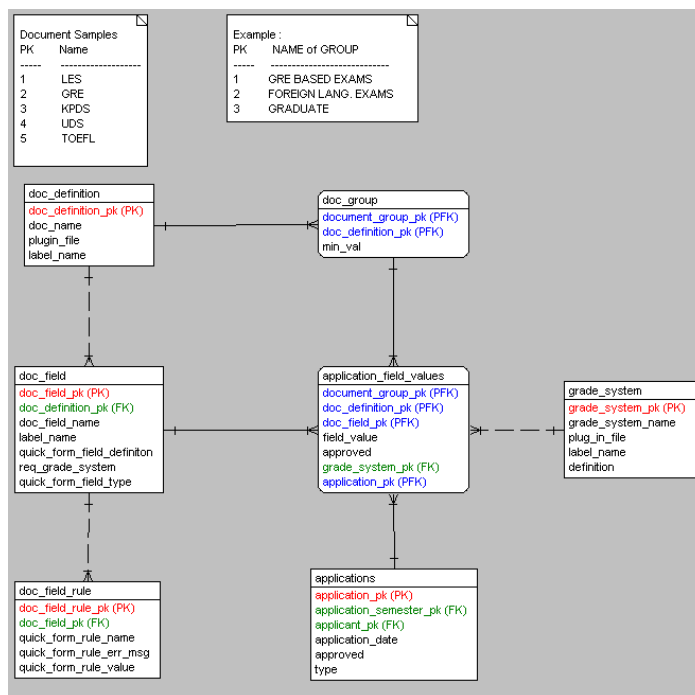 Document Samples
PK Name
----- --------------------
1 LES
2 GRE
3 KPDS
4 UDS
5 TOEFL
Example :
PK NAME of GROUP
----- -----------------------------
1 GRE BASED EXAMS
2 FOREIGN LANG. EXAMS
3 GRADUATE
doc_definition
doc_definition_pk (PK)
doc_name
plugin_file
label_name
doc_group
document_group_pk (PFK)
doc_definition_pk (PFK)
min_val
doc_field
doc_field_pk (PK)
doc_definition_pk (FK)
doc_field_name
label_name
quick_form_field_definiton
req_grade_system
quick_form_field_type
application_field_values
document_group_pk (PFK)
doc_definition_pk (PFK)
doc_field_pk (PFK)
field_value
approved
grade_system_pk (FK)
application_pk (PFK)
grade_system
grade_system_pk (PK)
grade_system_name
plug_in_file
label_name
definition
doc_field_rule
doc_field_rule_pk (PK)
doc_field_pk (FK)
quick_form_rule_name
quick_form_rule_err_msg
quick_form_rule_value
applications
application_pk (PK)
application_semester_pk (FK)
applicant_pk (FK)
application_date
approved
type